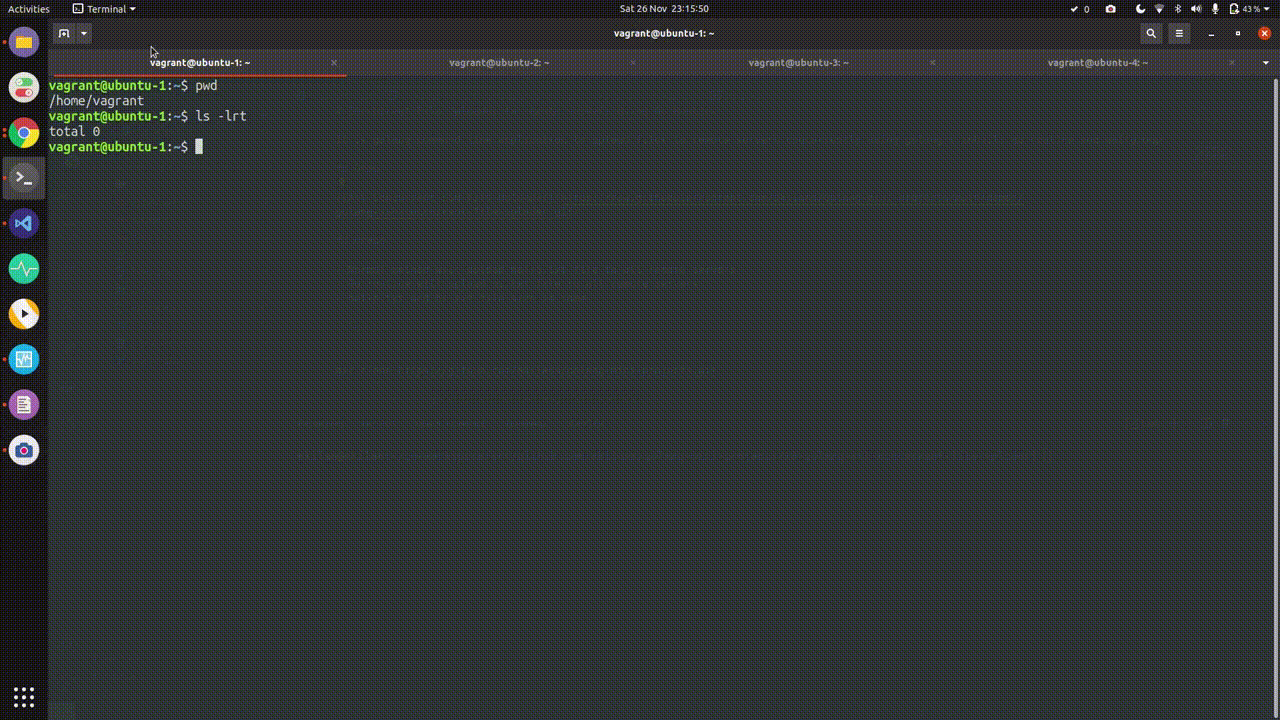 Activities
Terminal
Sat 26 Nov 23:15:50
0
43 %
vagrant@ubuntu-1: ~
vagrant@ubuntu-1: ~
vagrant@ubuntu-2: ~
vagrant@ubuntu-3: ~
vagrant@ubuntu-4: ~
vagrant@ubuntu-1:~$ pwd
/home/vagrant
vagrant@ubuntu-1:~$ ls -lrt
total 0
vagrant@ubuntu-1:~$